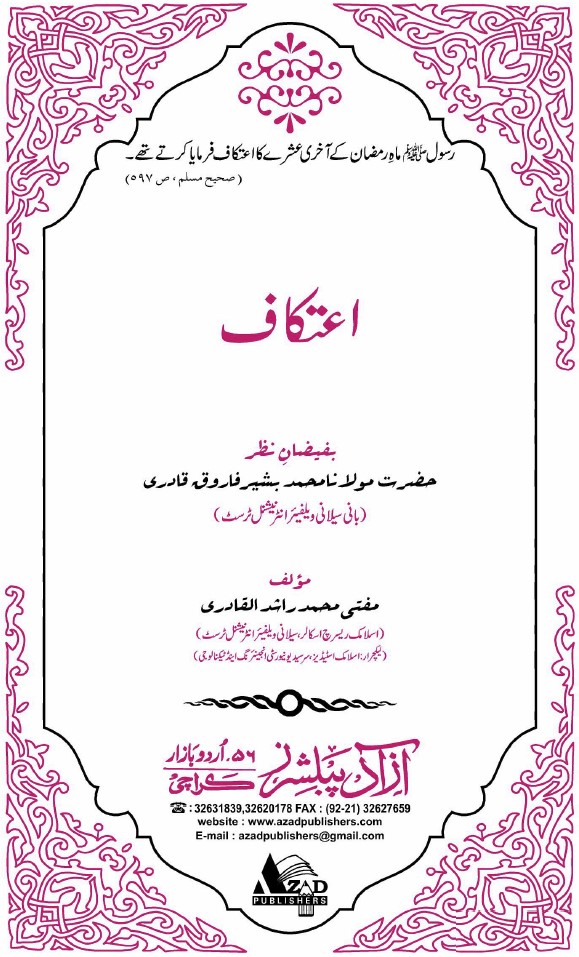 رسول ﷺ ماہِ رمضان کے آخری عشرے کا اعتکاف فرمایا کرتے تھے۔
(صحیح مسلم ، ص ۵۹۷)
اعتکاف
بفیضانِ نظر
حضرت مولانا محمد بشیر فاروق قادری
(بانی سیلانی ویلفیئر انٹرنیشنل ٹرسٹ)
مؤلف
مفتی محمد راشد القادری
(اسلامک ریسرچ اسکالر، سیلانی ویلفیئر انٹرنیشنل ٹرسٹ)
(لیکچرار: اسلامک اسٹیڈیز، سرسید یونیورسٹی انجینئرنگ اینڈ ٹیکنالوجی)
آزاد پبلشرز ۵۶۔ اُردو بازار
کراچی
☎ : 32631839,32620178 FAX : (92-21) 32627659
website : www.azadpublishers.com
E-mail : azadpublishers@gmail.com
AZAD
PUBLISHERS